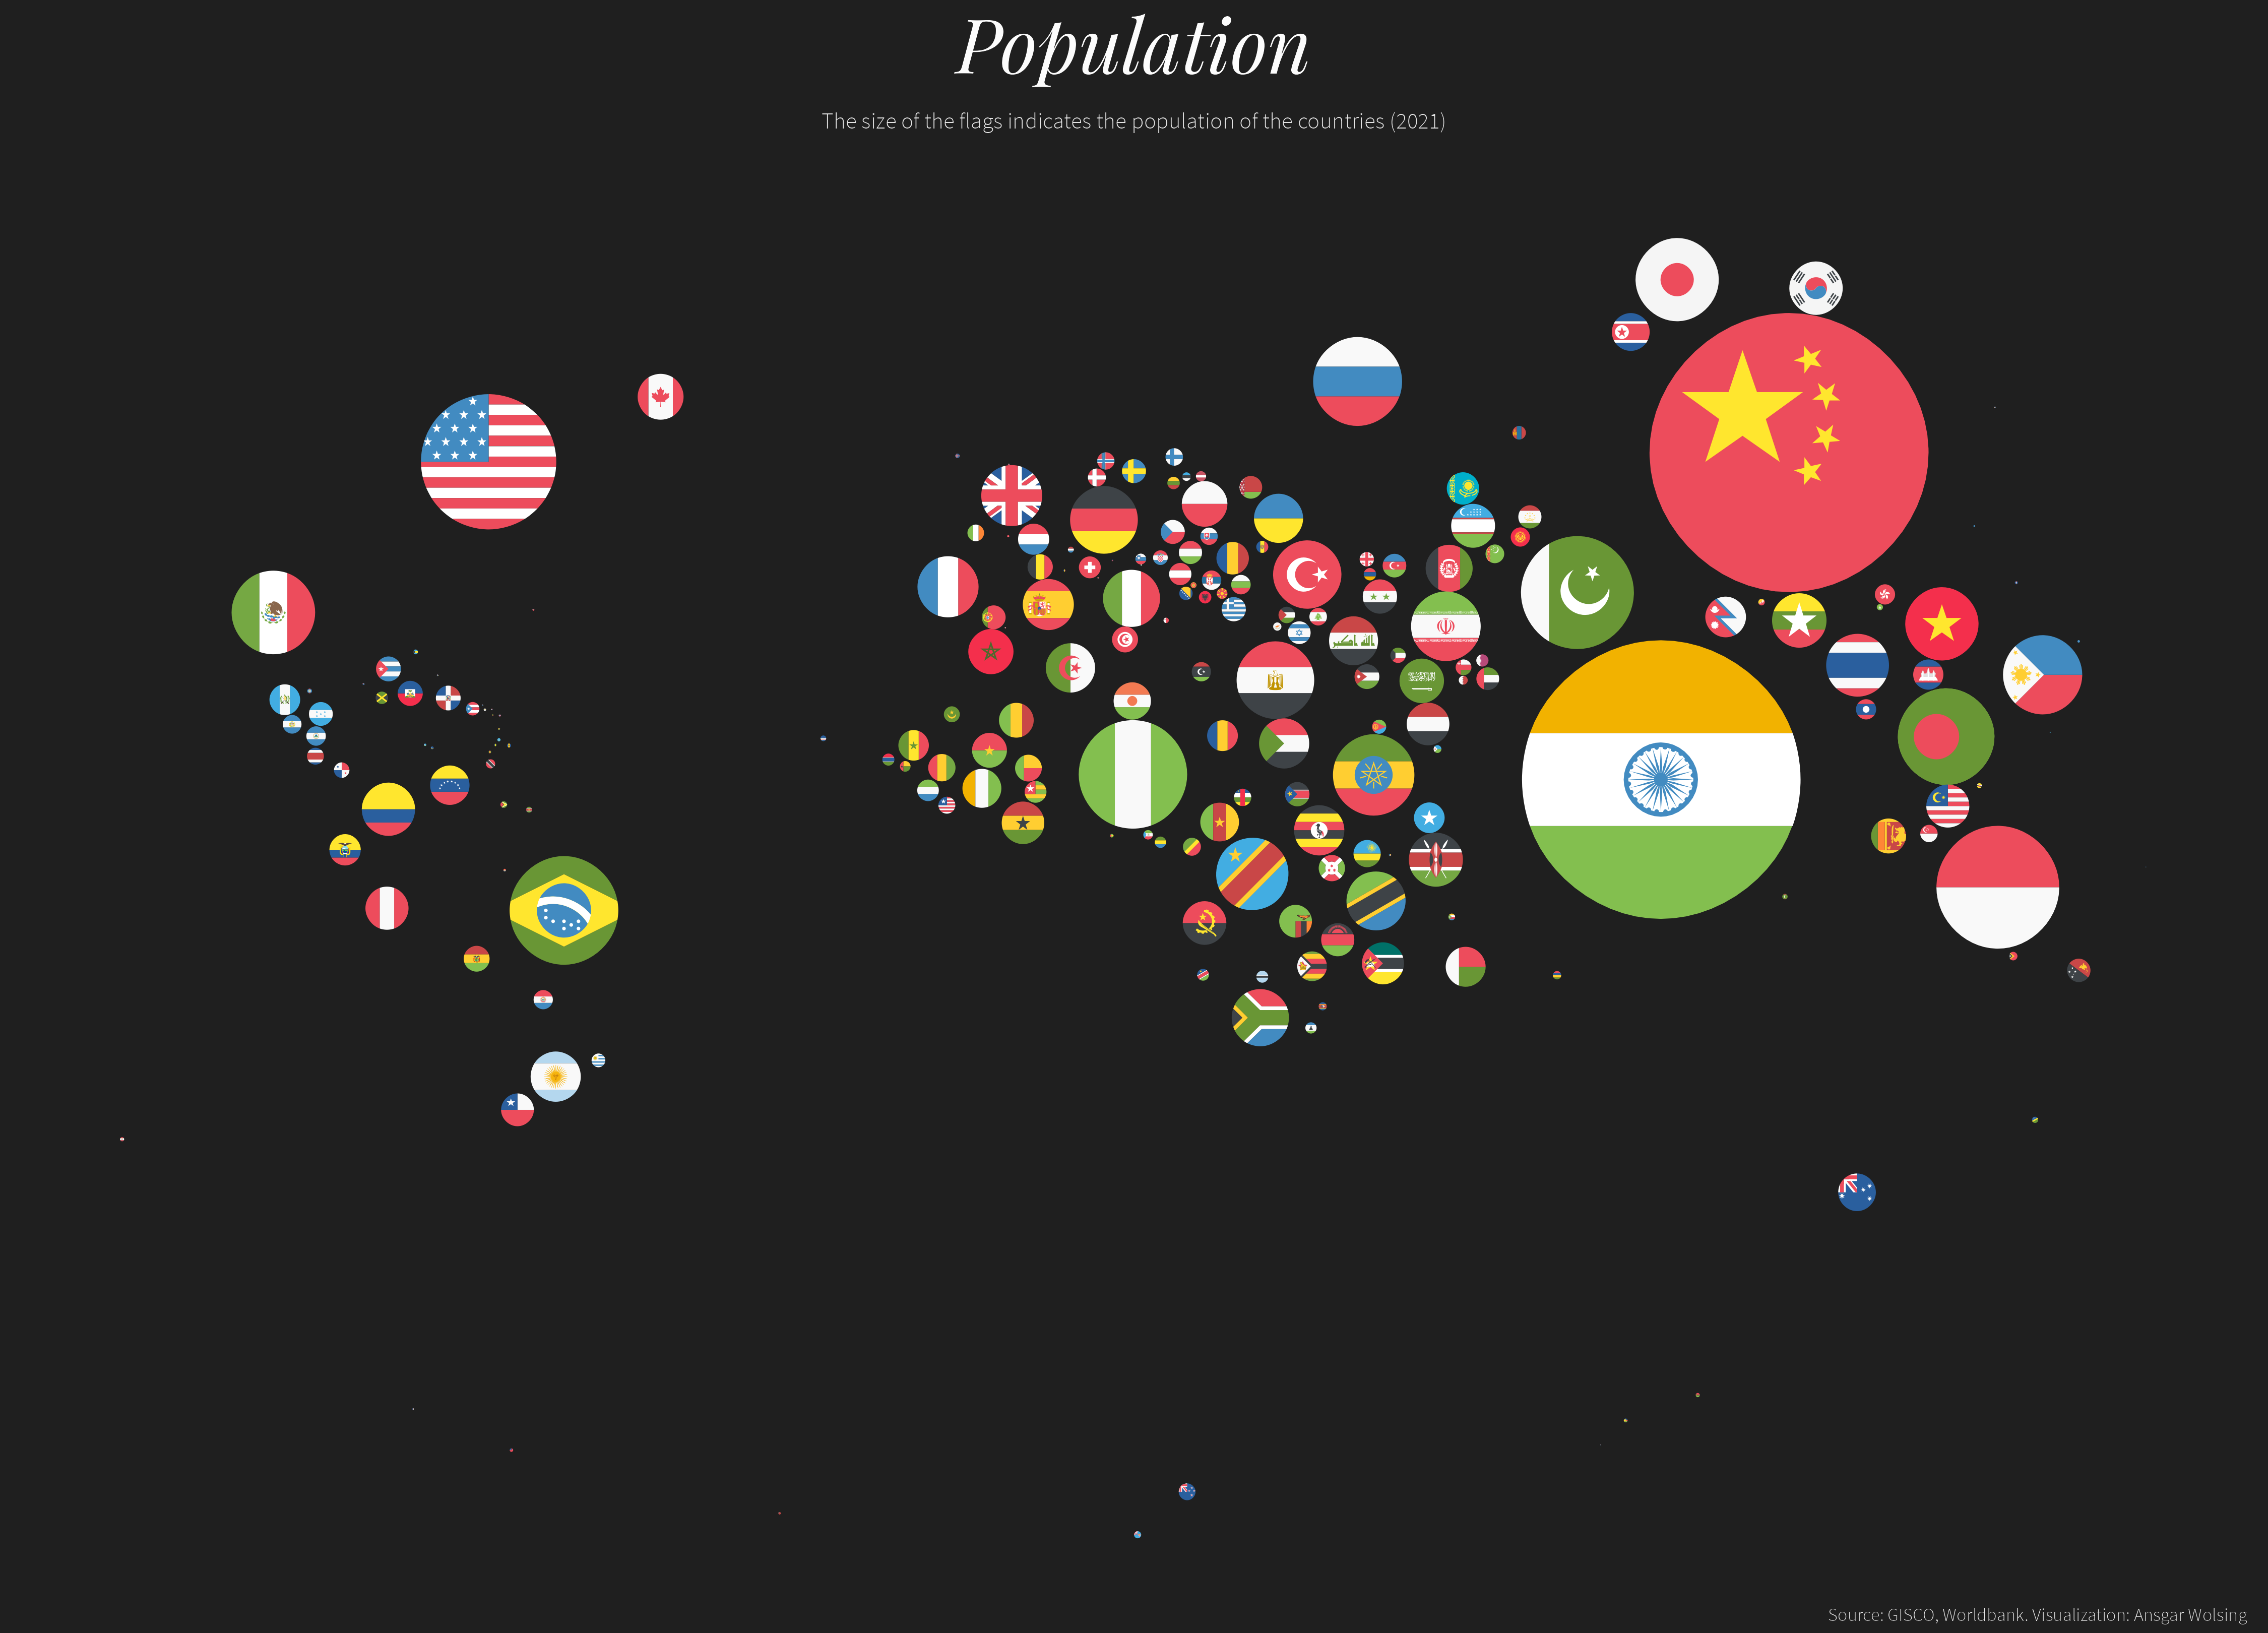 Population
The size of the flags indicates the population of the countries (2021)
Source: GISCO, Worldbank. Visualization: Ansgar Wolsing